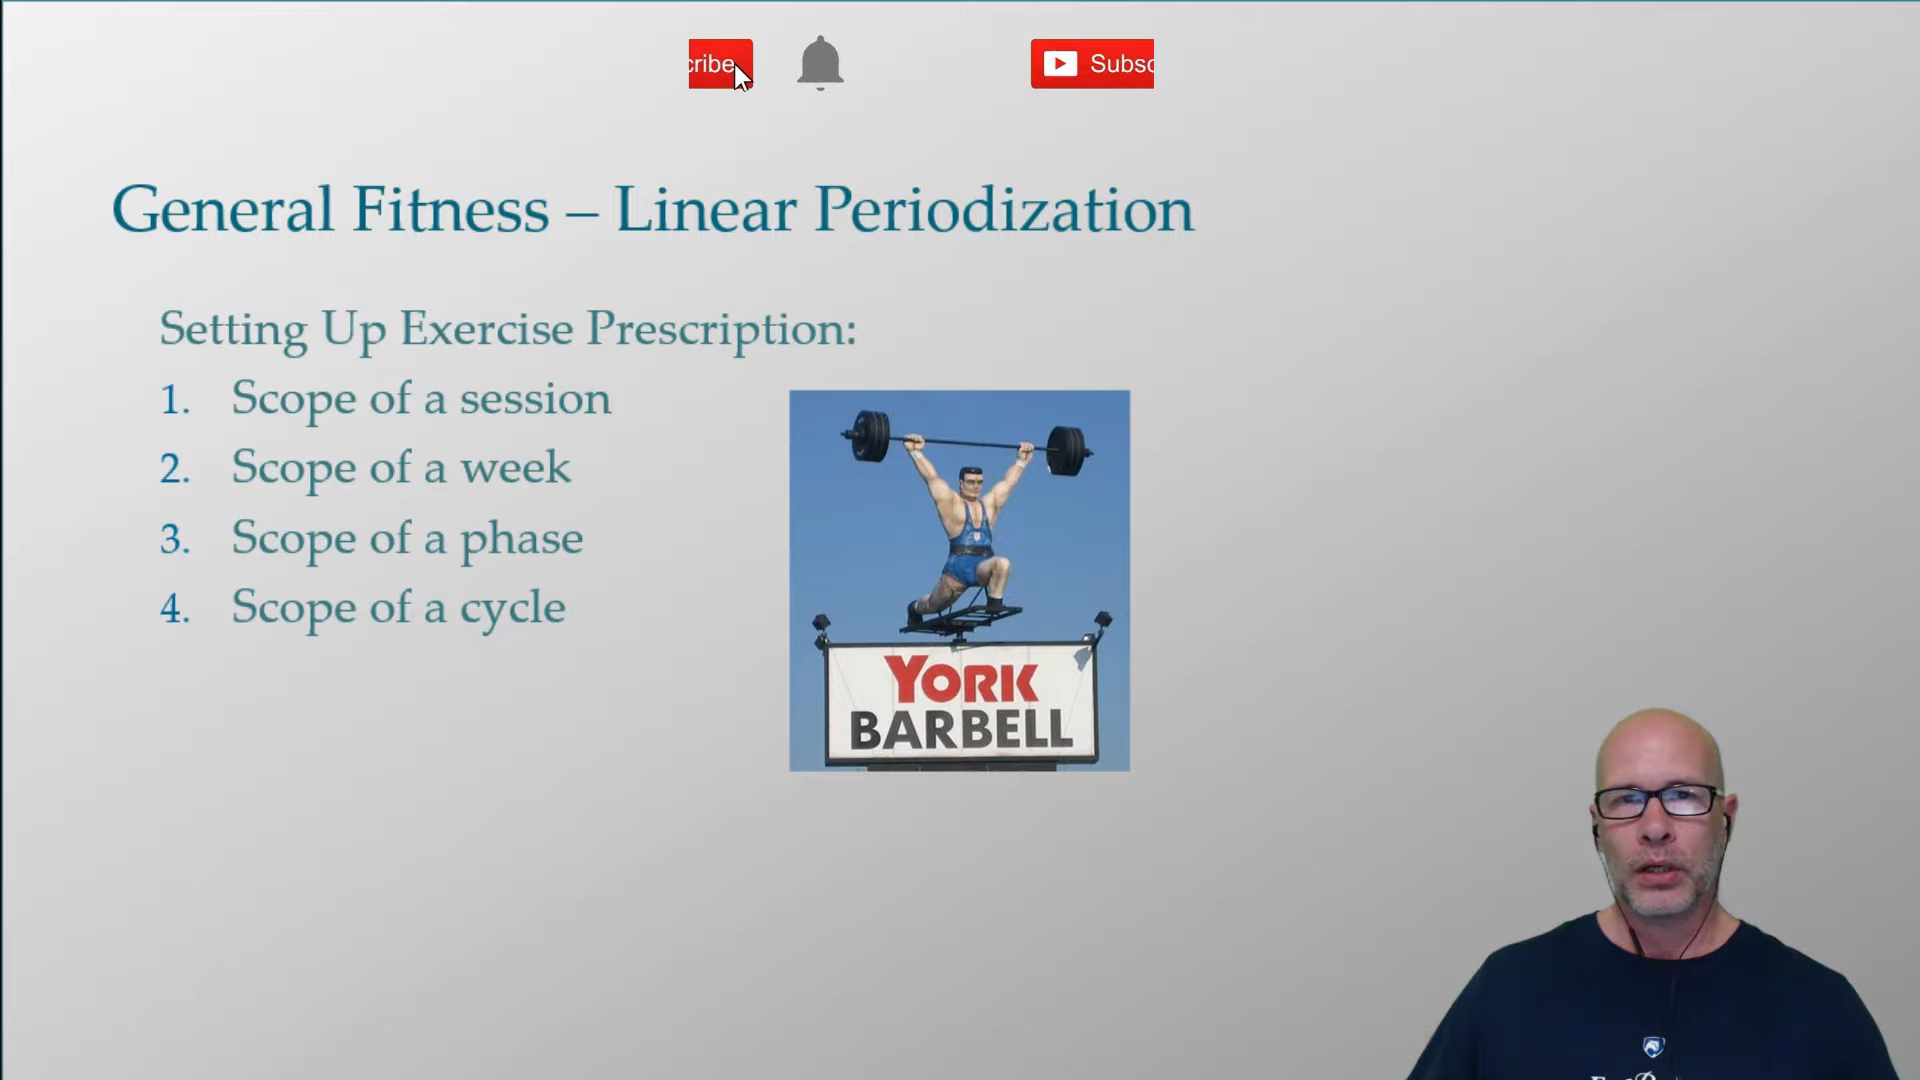 cribe
Subsc
General Fitness – Linear Periodization
Setting Up Exercise Prescription:
1. Scope of a session
2. Scope of a week
3. Scope of a phase
4. Scope of a cycle
YORK
BARBELL